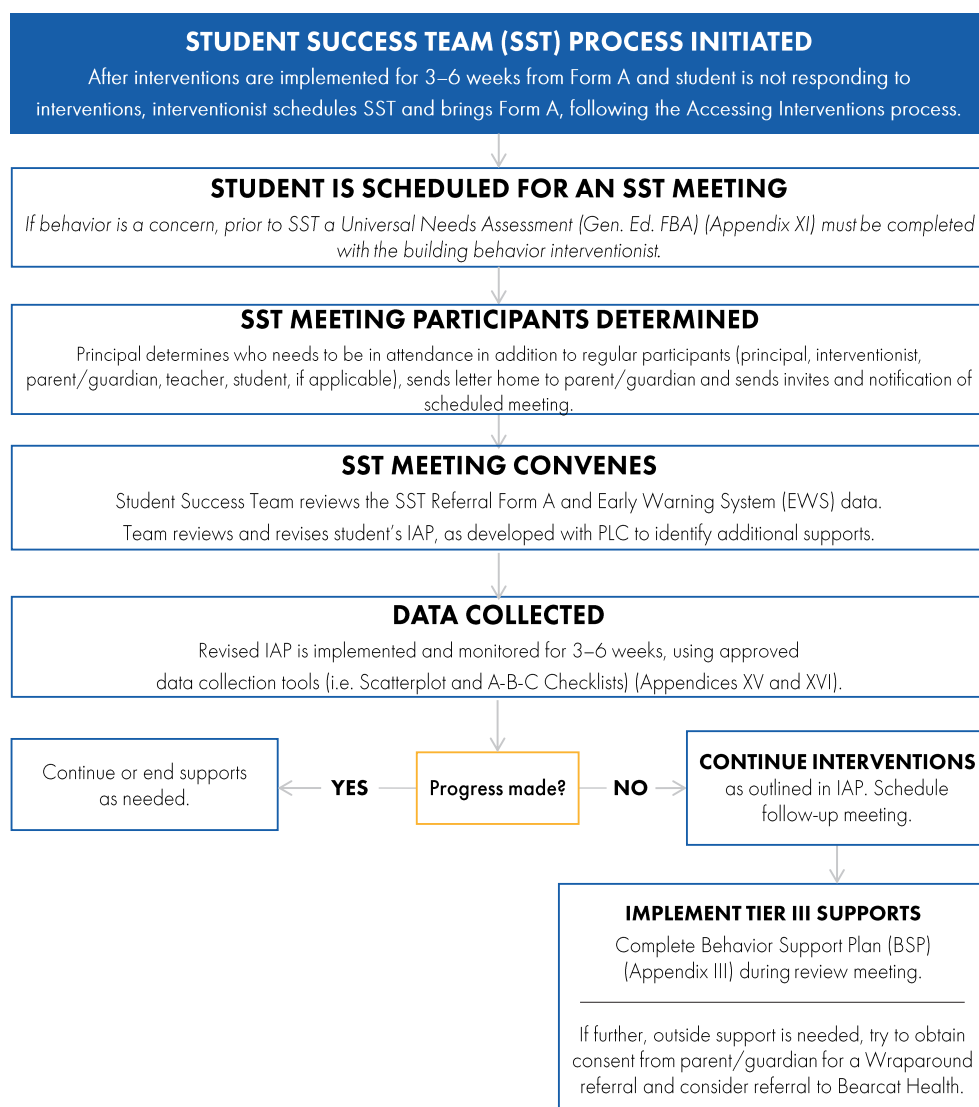 STUDENT SUCCESS TEAM (SST) PROCESS INITIATED
After interventions are implemented for 3–6 weeks from Form A and student is not responding to
interventions, interventionist schedules SST and brings Form A, following the Accessing Interventions process.
STUDENT IS SCHEDULED FOR AN SST MEETING
If behavior is a concern, prior to SST a Universal Needs Assessment (Gen. Ed. FBA) (Appendix XI) must be completed
with the building behavior interventionist.
SST MEETING PARTICIPANTS DETERMINED
Principal determines who needs to be in attendance in addition to regular participants (principal, interventionist,
parent/guardian, teacher, student, if applicable), sends letter home to parent/guardian and sends invites and notification of
scheduled meeting.
SST MEETING CONVENES
Student Success Team reviews the SST Referral Form A and Early Warning System (EWS) data.
Team reviews and revises student’s IAP, as developed with PLC to identify additional supports.
DATA COLLECTED
Revised IAP is implemented and monitored for 3–6 weeks, using approved
data collection tools (i.e. Scatterplot and A-B-C Checklists) (Appendices XV and XVI).
Continue or end supports
as needed.
YES
Progress made?
NO
CONTINUE INTERVENTIONS
as outlined in IAP. Schedule
follow-up meeting.
IMPLEMENT TIER III SUPPORTS
Complete Behavior Support Plan (BSP)
(Appendix III) during review meeting.
If further, outside support is needed, try to obtain
consent from parent/guardian for a Wraparound
referral and consider referral to Bearcat Health.